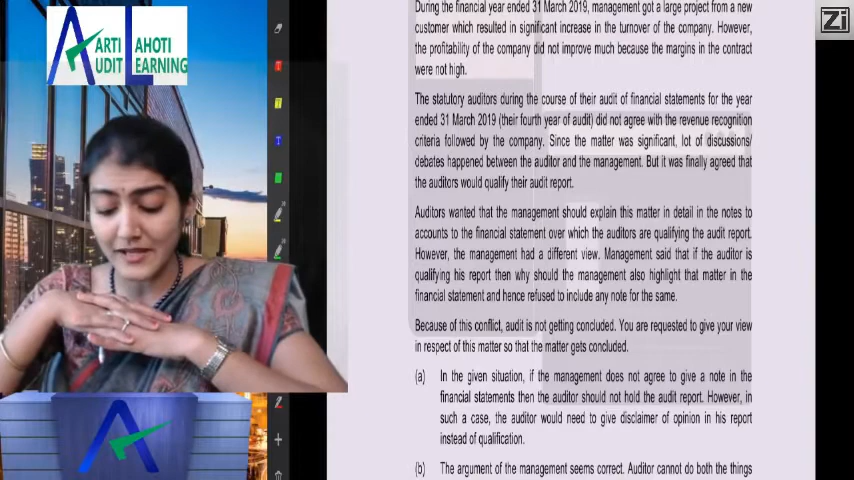 ARTI LAHOTI
AUDIT LEARNING
Zi
During the financial year ended 31 March 2019, management got a large project from a new
customer which resulted in significant increase in the turnover of the company. However,
the profitability of the company did not improve much because the margins in the contract
were not high.
The statutory auditors during the course of their audit of financial statements for the year
ended 31 March 2019 (their fourth year of audit) did not agree with the revenue recognition
criteria followed by the company. Since the matter was significant, lot of discussions/
debates happened between the auditor and the management. But it was finally agreed that
the auditors would qualify their audit report.
Auditors wanted that the management should explain this matter in detail in the notes to
accounts to the financial statement over which the auditors are qualifying the audit report.
However, the management had a different view. Management said that if the auditor is
qualifying his report then why should the management also highlight that matter in the
financial statement and hence refused to include any note for the same.
Because of this conflict, audit is not getting concluded. You are requested to give your view
in respect of this matter so that the matter gets concluded.
(a) In the given situation, if the management does not agree to give a note in the
financial statements then the auditor should not hold the audit report. However, in
such a case, the auditor would need to give disclaimer of opinion in his report
instead of qualification.
(b) The argument of the management seems correct. Auditor cannot do both the things